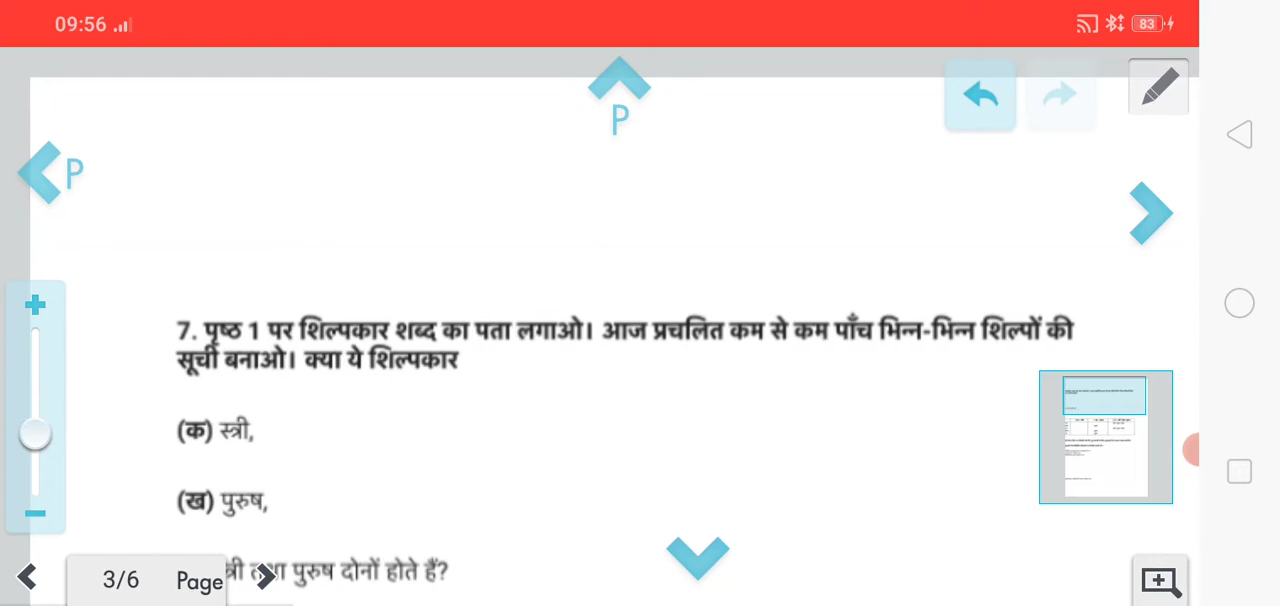 09:56
83
P
P
7. पृष्ठ 1 पर शिल्पकार शब्द का पता लगाओ। आज प्रचलित कम से कम पाँच भिन्न-भिन्न शिल्पों की
सूची बनाओ। क्या ये शिल्पकार
(क) स्त्री,
(ख) पुरुष,
पुरुष दोनों होते हैं?
3/6 Page